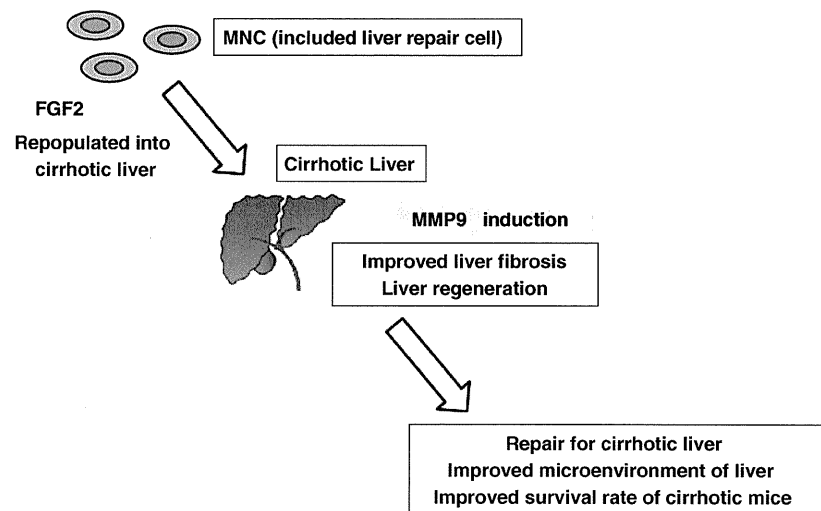 MNC (included liver repair cell)
FGF2
Repopulated into
cirrhotic liver
Cirrhotic Liver
MMP9 induction
Improved liver fibrosis
Liver regeneration
Repair for cirrhotic liver
Improved microenvironment of liver
Improved survival rate of cirrhotic mice